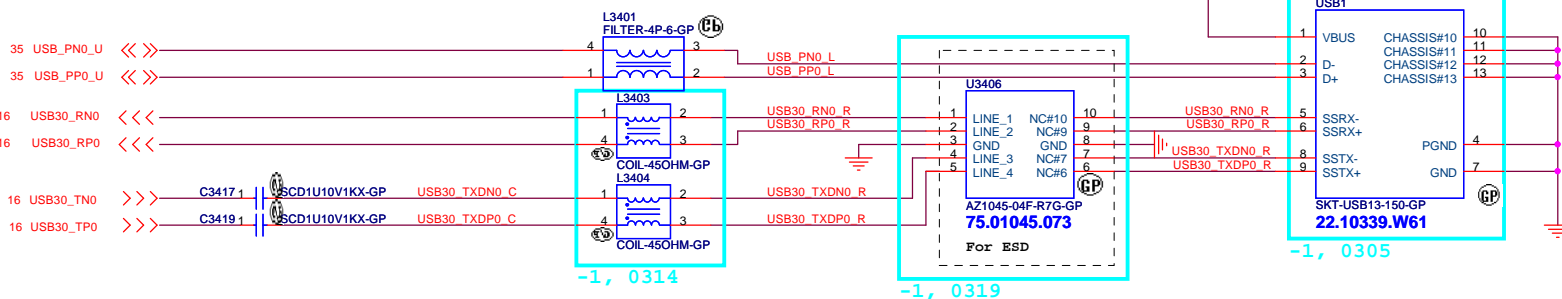 USB1
L3401
FILTER-4P-6-GP
35 USB_PN0_U
4 3
USB_PN0_L
35 USB_PP0_U
1 2
USB_PP0_L
1 VBUS CHASSIS#10 10
CHASSIS#11 11
2 D- CHASSIS#12 12
3 D+ CHASSIS#13 13
L3403
U3406
16 USB30_RN0
1 2
USB30_RN0_R
1 LINE_1 NC#10 10
USB30_RN0_R
5 SSRX-
16 USB30_RP0
4 3
USB30_RP0_R
2 LINE_2 NC#9 9
USB30_RP0_R
6 SSRX+
3 GND GND 8
PGND 4
COIL-45OHM-GP
4 LINE_3 NC#7 7
USB30_TXDN0_R
8 SSTX-
5 LINE_4 NC#6 6
USB30_TXDP0_R
9 SSTX+ GND 7
L3404
16 USB30_TN0
C3417 1 2 SCD1U10V1KX-GP
USB30_TXDN0_C
1 2
USB30_TXDN0_R
GP
GP
AZ1045-04F-R7G-GP
SKT-USB13-150-GP
16 USB30_TP0
C3419 1 2 SCD1U10V1KX-GP
USB30_TXDP0_C
4 3
USB30_TXDP0_R
75.01045.073
22.10339.W61
COIL-45OHM-GP
For ESD
-1, 0305
-1, 0314
-1, 0319